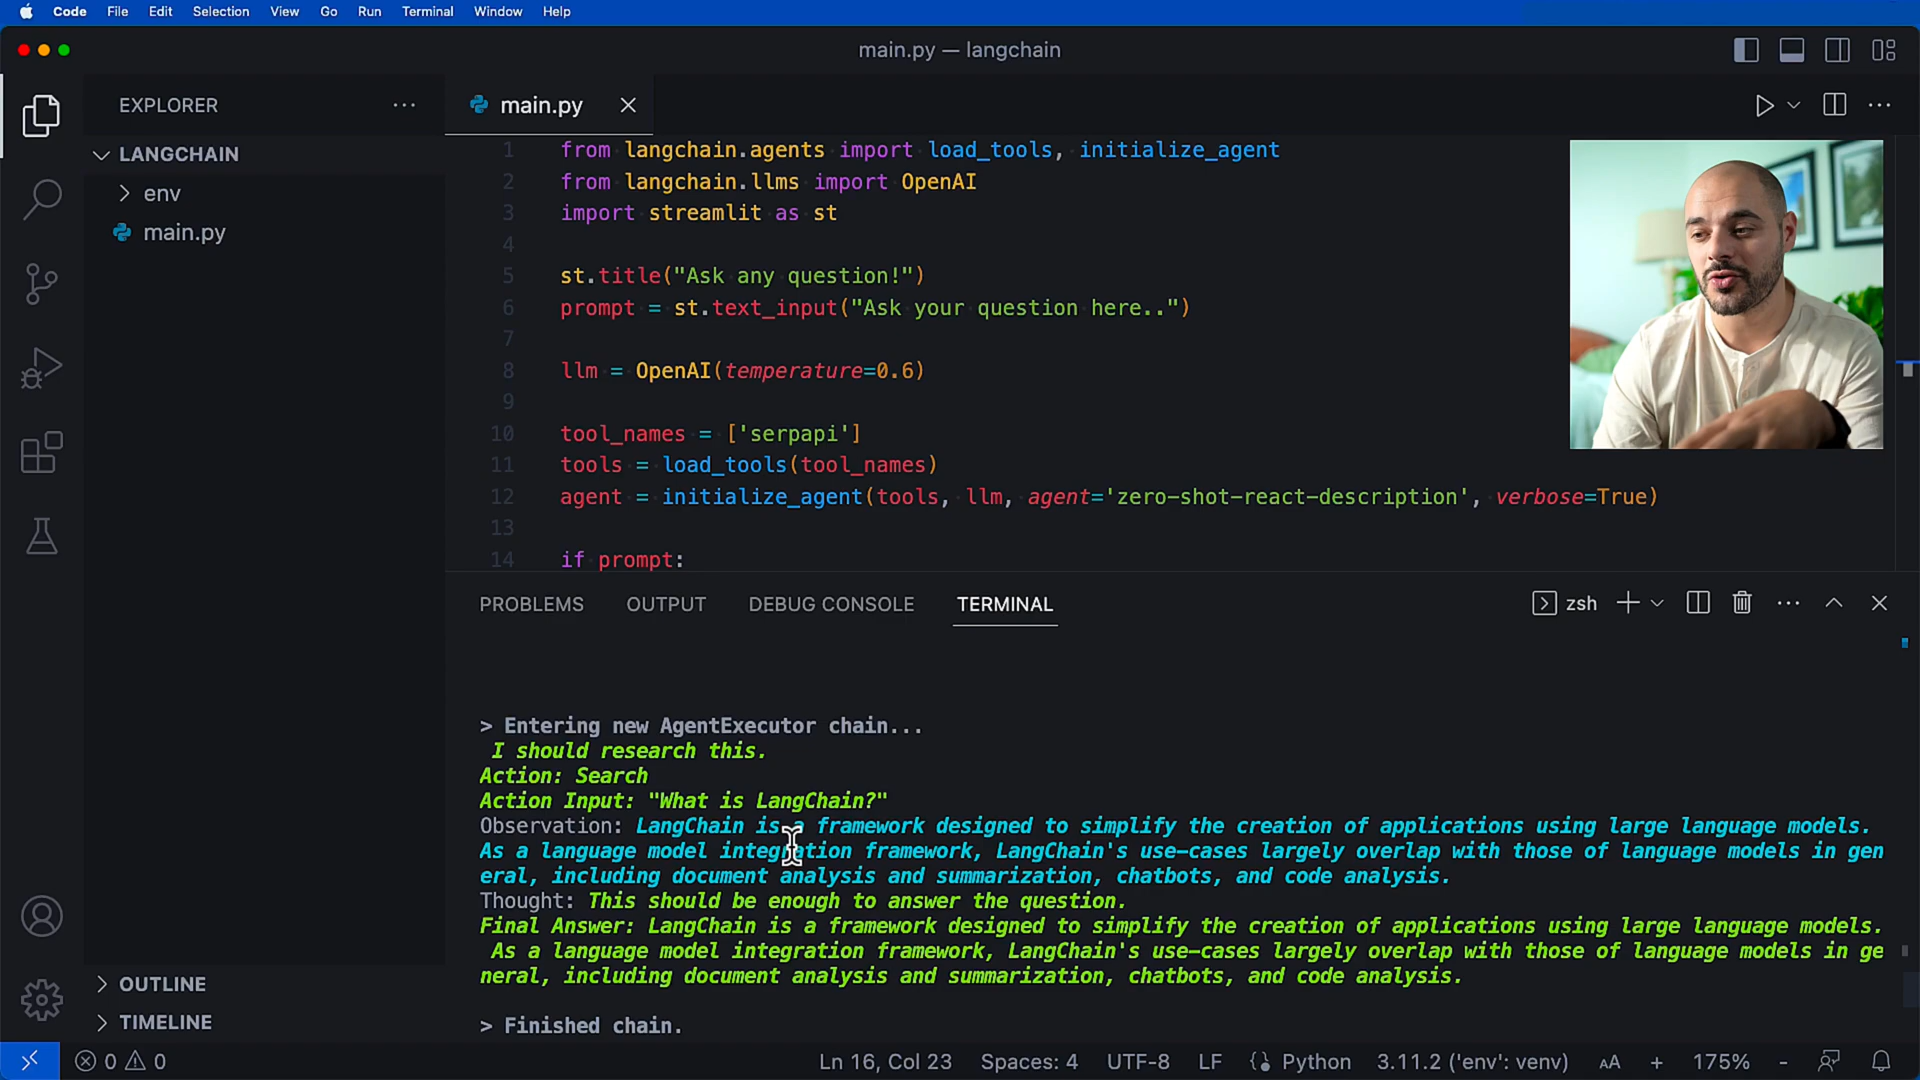 Code File Edit Selection View Go Run Terminal Window Help
main.py — langchain
EXPLORER
LANGCHAIN
env
main.py
OUTLINE
TIMELINE
main.py
1 from langchain.agents import load_tools, initialize_agent
2 from langchain.llms import OpenAI
3 import streamlit as st
4
5 st.title("Ask any question!")
6 prompt = st.text_input("Ask your question here..")
7
8 llm = OpenAI(temperature=0.6)
9
10 tool_names = ['serpapi']
11 tools = load_tools(tool_names)
12 agent = initialize_agent(tools, llm, agent='zero-shot-react-description', verbose=True)
13
14 if prompt:
PROBLEMS OUTPUT DEBUG CONSOLE TERMINAL zsh
> Entering new AgentExecutor chain...
I should research this.
Action: Search
Action Input: "What is LangChain?"
Observation: LangChain is a framework designed to simplify the creation of applications using large language models.
As a language model integration framework, LangChain's use-cases largely overlap with those of language models in gen
eral, including document analysis and summarization, chatbots, and code analysis.
Thought: This should be enough to answer the question.
Final Answer: LangChain is a framework designed to simplify the creation of applications using large language models.
As a language model integration framework, LangChain's use-cases largely overlap with those of language models in ge
neral, including document analysis and summarization, chatbots, and code analysis.
> Finished chain.
0 0 Ln 16, Col 23 Spaces: 4 UTF-8 LF Python 3.11.2 ('env': venv) AA + 175% -